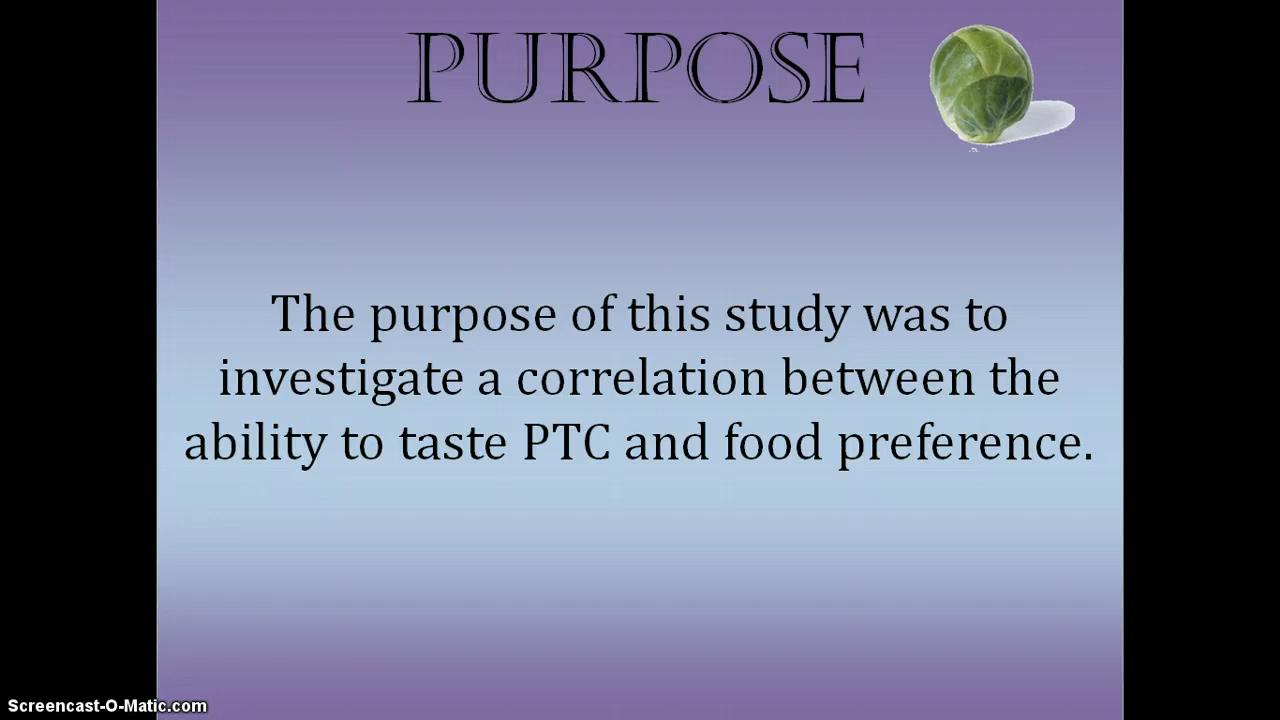 PURPOSE
The purpose of this study was to
investigate a correlation between the
ability to taste PTC and food preference.
Screencast-O-Matic.com